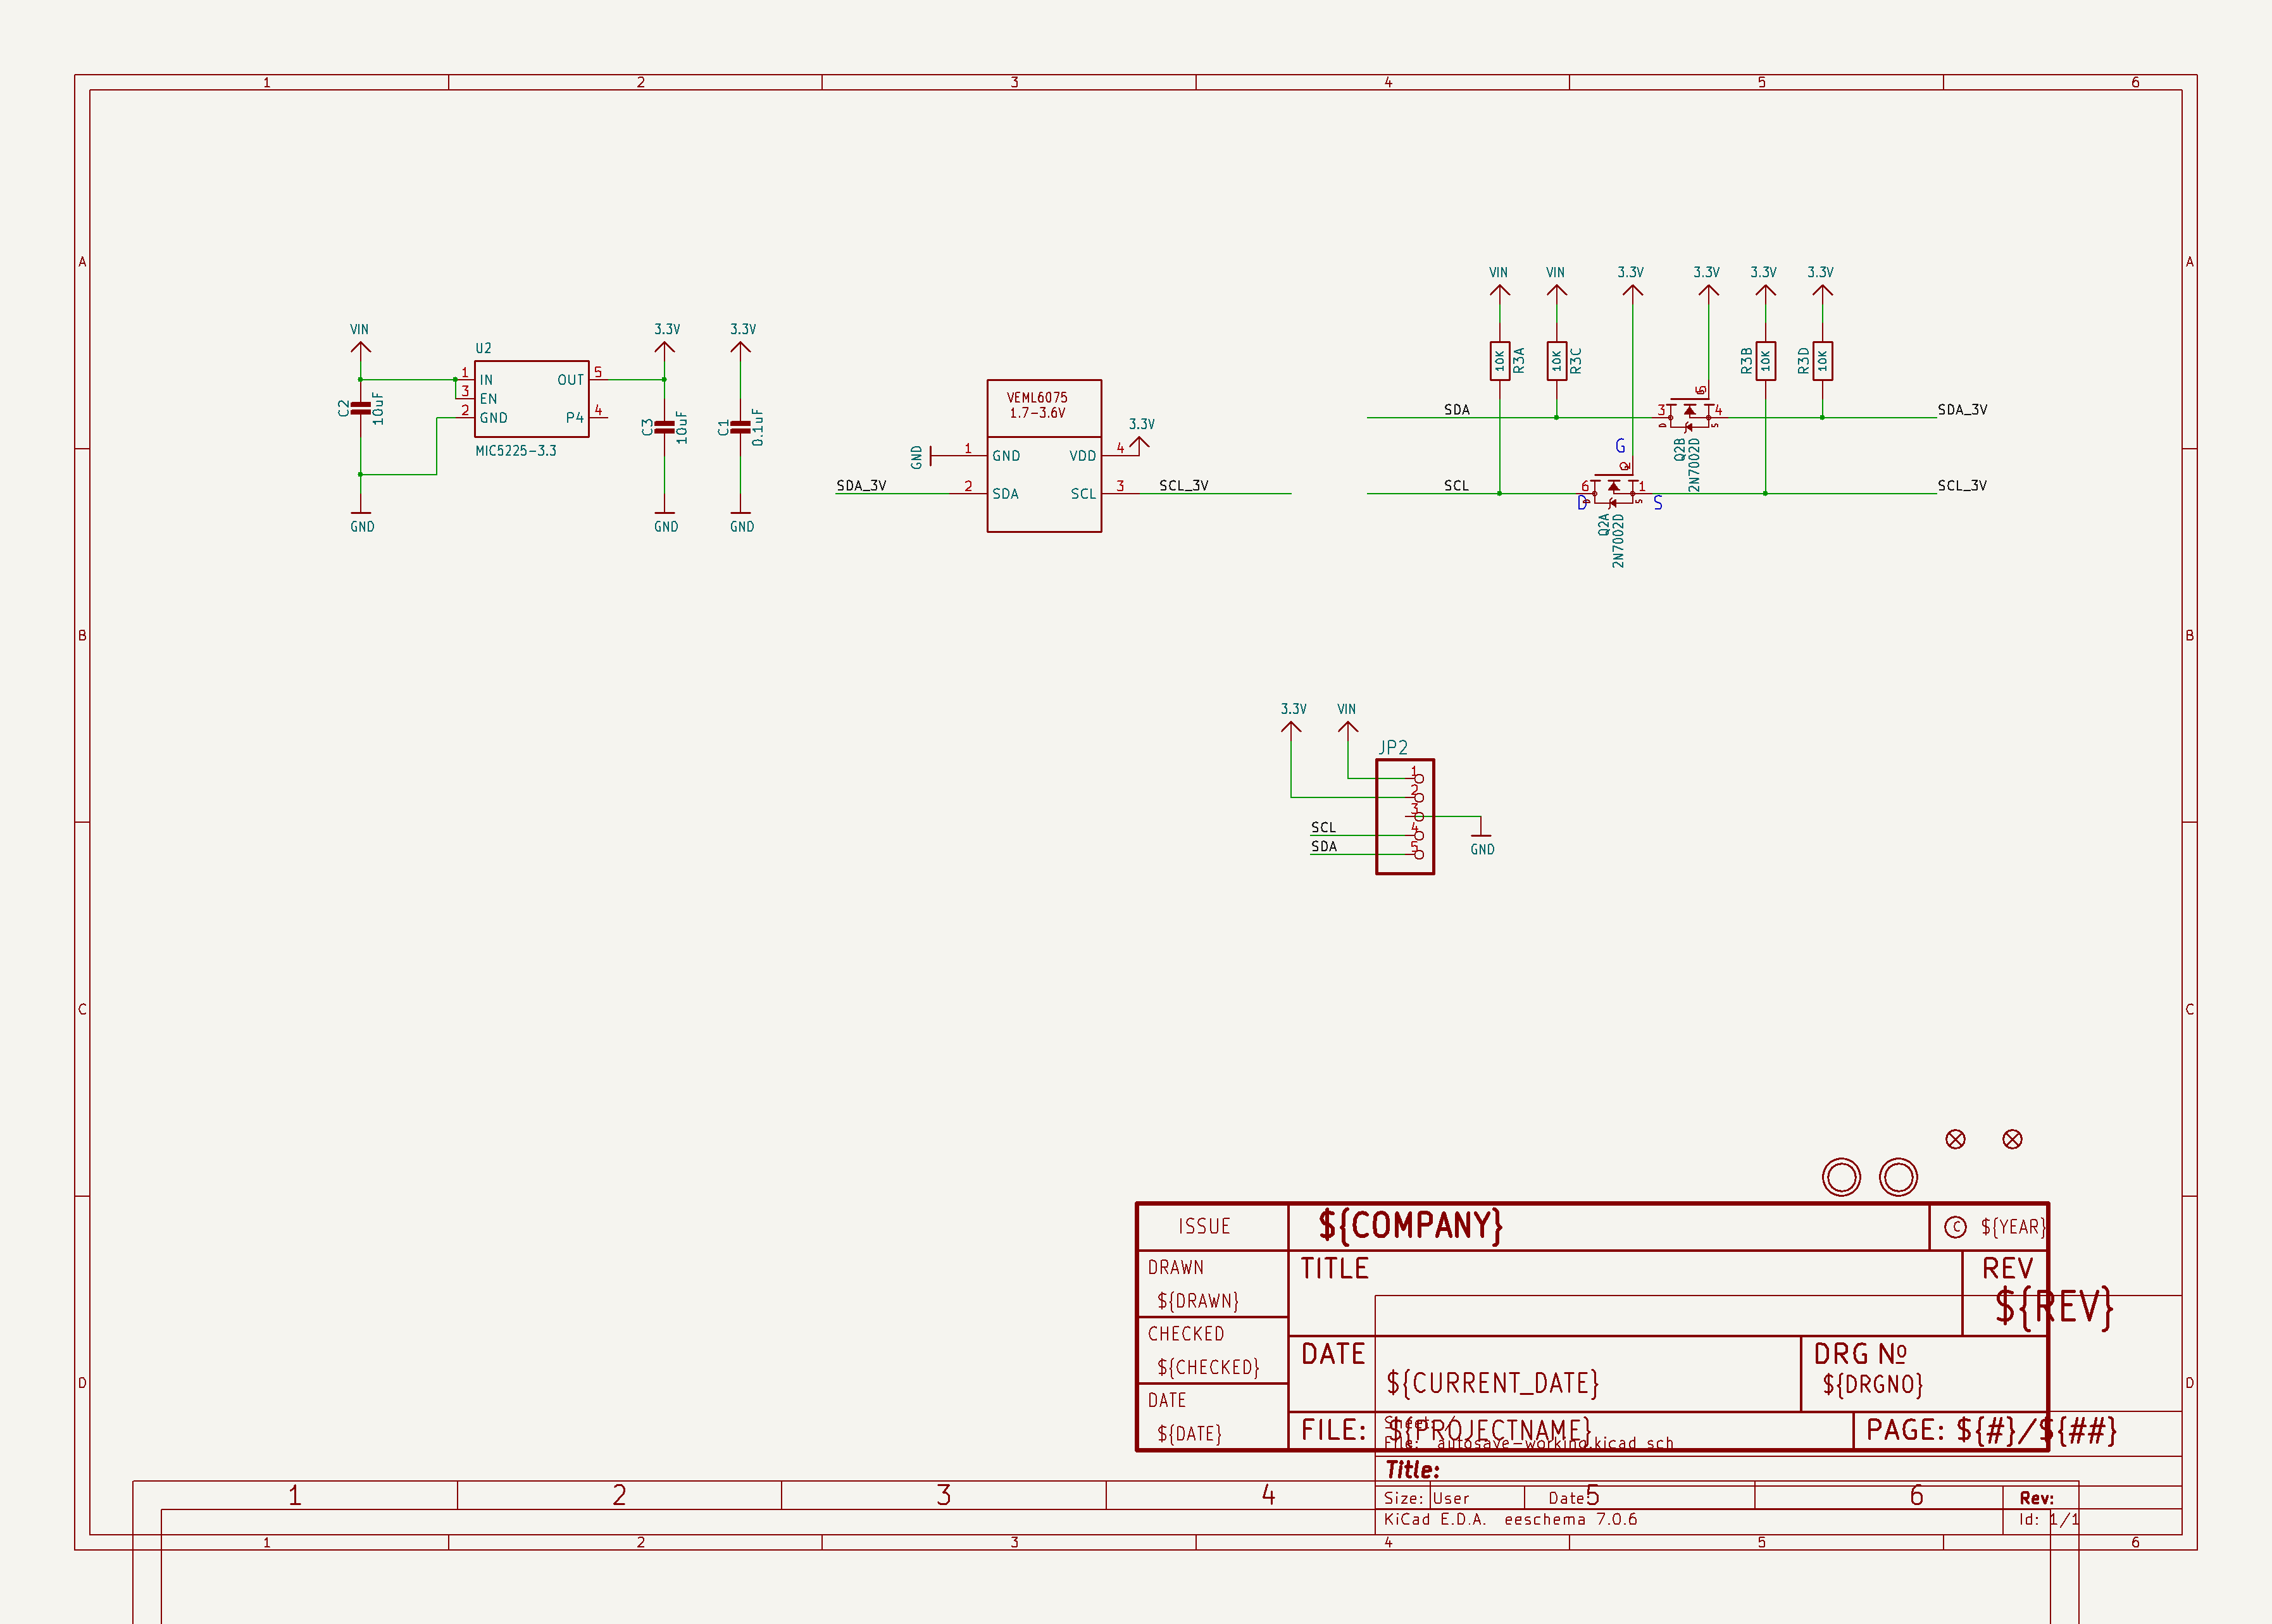 1 2 3 4 5 6
A A
VIN VIN 3.3V 3.3V 3.3V 3.3V
VIN 3.3V 3.3V
U2
1 IN OUT 5
3 EN
2 GND P4 4
MIC5225-3.3
C2 10uF
C3 10uF
C1 0.1uF
GND GND GND
VEML6075
1.7-3.6V
3.3V
GND 1 GND VDD 4
SDA_3V 2 SDA SCL 3 SCL_3V
10K R3A 10K R3C R3B 10K R3D 10K
SDA 3 D 5 G 4 S SDA_3V
Q2B
2N7002D
G
SCL 6 D 2 G 1 S SCL_3V
D S
Q2A
2N7002D
B B
3.3V VIN
JP2
1
2
3
SCL 4
SDA 5
GND
C C
ISSUE ${COMPANY} C ${YEAR}
DRAWN TITLE REV
${DRAWN} ${REV}
CHECKED DATE DRG Nº
${CHECKED} ${CURRENT_DATE} ${DRGNO}
D D
DATE
${DATE} FILE: ${PROJECTNAME} PAGE: ${#}/${##}
Sheet: /
File: autosave-working.kicad_sch
Title:
Size: User Date: Rev:
KiCad E.D.A. eeschema 7.0.6 Id: 1/1
1 2 3 4 5 6
1 2 3 4 5 6